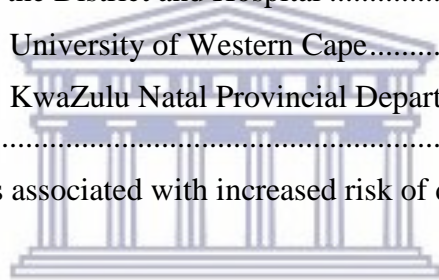 the District and Hospital ................
University of Western Cape.........
KwaZulu Natal Provincial Depart
......................................................
s associated with increased risk of